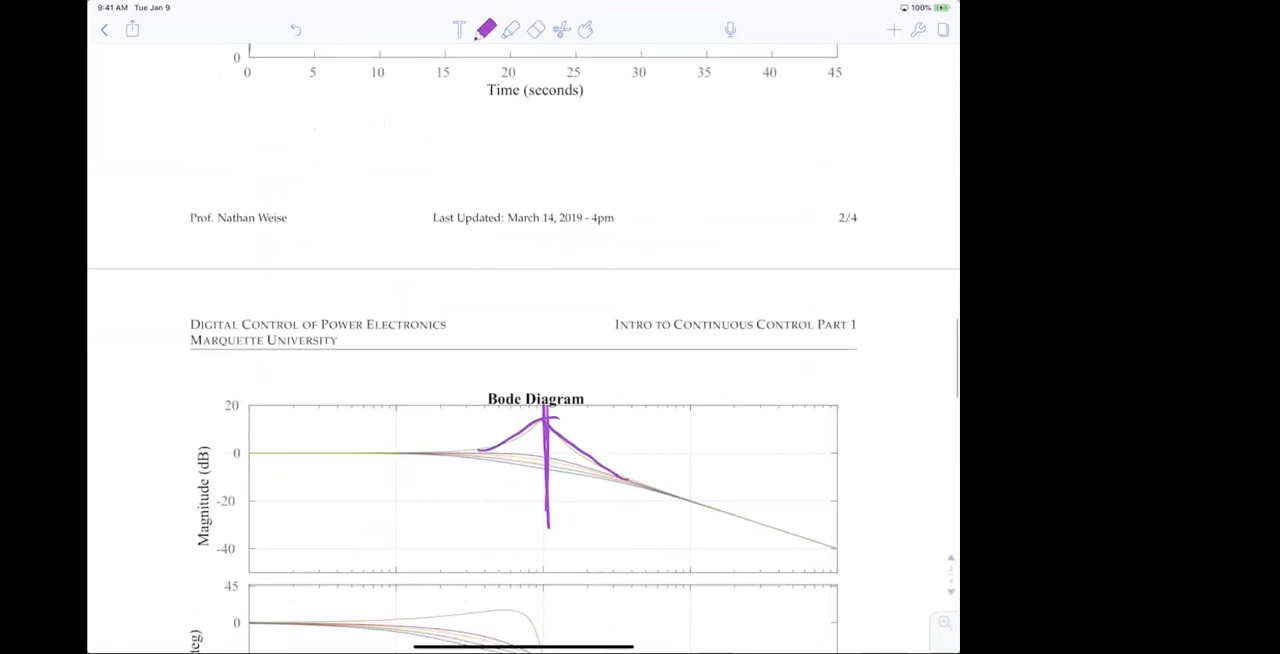 9:41 AM Tue Jan 9
100%
0
0 5 10 15 20 25 30 35 40 45
Time (seconds)
Prof. Nathan Weise Last Updated: March 14, 2019 - 4pm 2/4
DIGITAL CONTROL OF POWER ELECTRONICS INTRO TO CONTINUOUS CONTROL PART 1
MARQUETTE UNIVERSITY
Bode Diagram
20
0
-20
-40
Magnitude (dB)
45
0